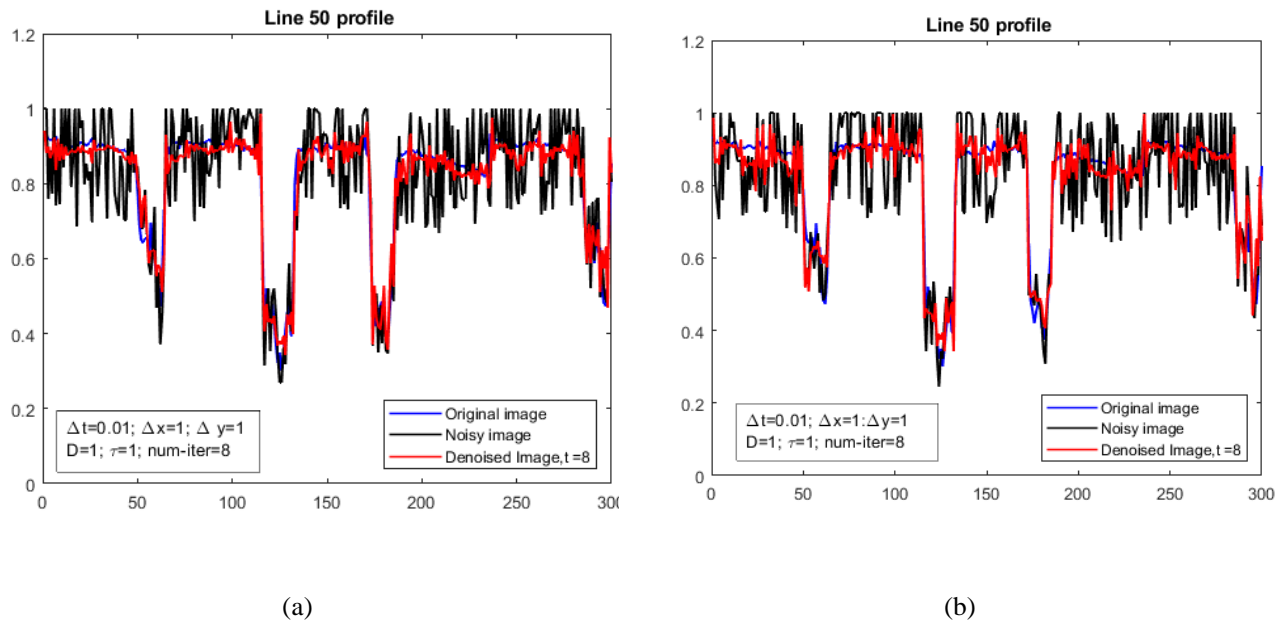 Line 50 profile
1.2
1
0.8
0.6
0.4
0.2
0
0 50 100 150 200 250 300
Δt=0.01; Δx=1; Δ y=1
D=1; τ=1; num-iter=8
Original image
Noisy image
Denoised Image,t =8
(a)
Line 50 profile
1.2
1
0.8
0.6
0.4
0.2
0
0 50 100 150 200 250 300
Δt=0.01; Δx=1:Δy=1
D=1; τ=1; num-iter=8
Original image
Noisy image
Denoised Image,t =8
(b)